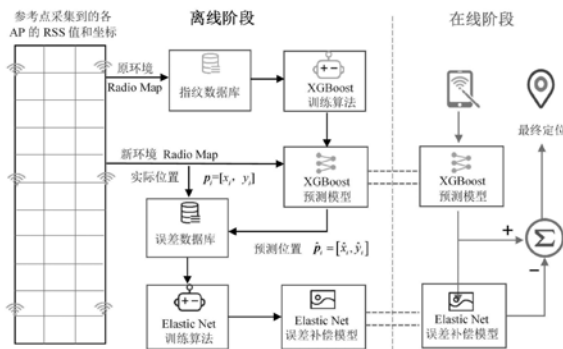 参考点采集到的各
AP 的 RSS 值和坐标
离线阶段
在线阶段
原环境
Radio Map
指纹数据库
XGBoost
训练算法
最终定位
新环境 Radio Map
实际位置 pᵢ=[xᵢ, yᵢ]
XGBoost
预测模型
XGBoost
预测模型
误差数据库
预测位置 p̂ᵢ=[x̂ᵢ,ŷᵢ]
+
Σ
−
Elastic Net
训练算法
Elastic Net
误差补偿模型
Elastic Net
误差补偿模型